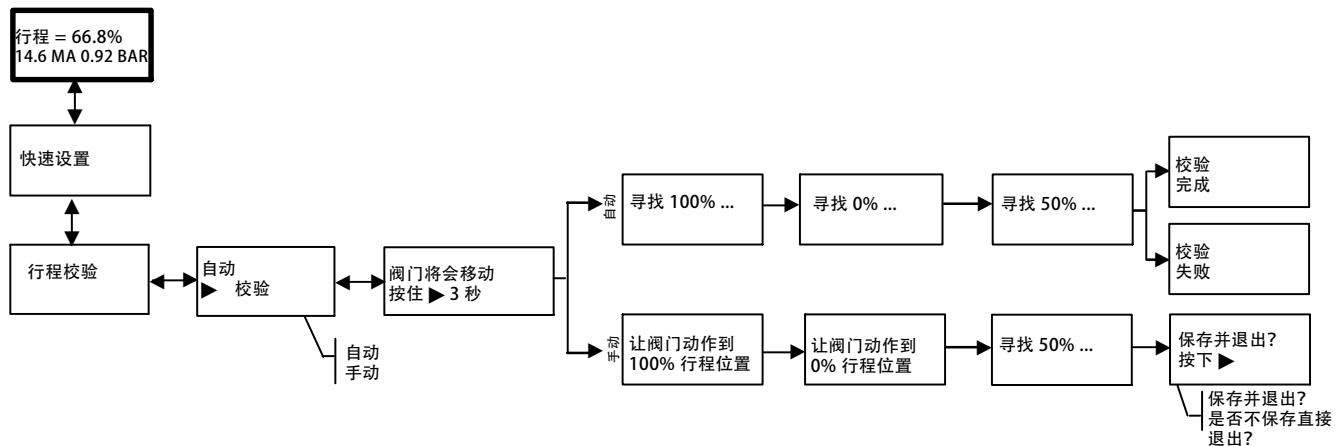 行程 = 66.8%
14.6 MA 0.92 BAR
快速设置
行程校验
自动
▶ 校验
自动
手动
阀门将会移动
按住 ▶ 3 秒
自动
寻找 100% ...
寻找 0% ...
寻找 50% ...
校验
完成
校验
失败
手动
让阀门动作到
100% 行程位置
让阀门动作到
0% 行程位置
寻找 50% ...
保存并退出?
按下 ▶
保存并退出?
是否不保存直接
退出?